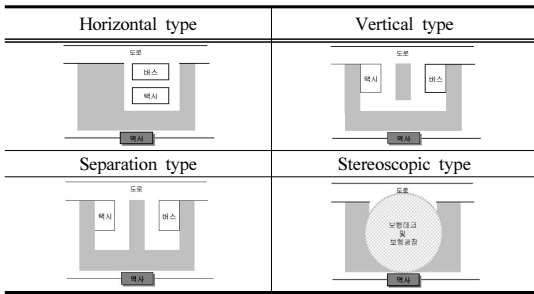 Horizontal type
Vertical type
도로
버스
택시
역사
도로
택시
버스
역사
Separation type
Stereoscopic type
도로
택시
버스
역사
도로
보행데크
및
보행광장
역사